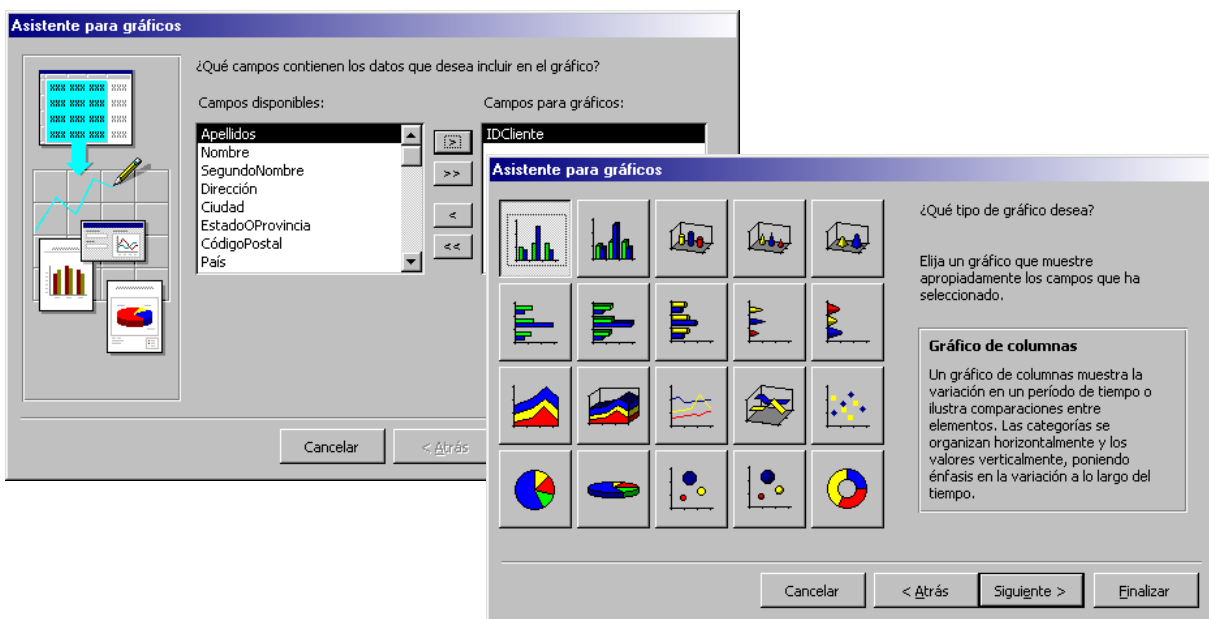 Asistente para gráficos
¿Qué campos contienen los datos que desea incluir en el gráfico?
Campos disponibles:
Campos para gráficos:
Apellidos
Nombre
SegundoNombre
Dirección
Ciudad
EstadoOProvincia
CódigoPostal
País
>
>>
<
<<
IDCliente
Cancelar
< Atrás
Asistente para gráficos
¿Qué tipo de gráfico desea?
Elija un gráfico que muestre
apropiadamente los campos que ha
seleccionado.
Gráfico de columnas
Un gráfico de columnas muestra la
variación en un período de tiempo o
ilustra comparaciones entre
elementos. Las categorías se
organizan horizontalmente y los
valores verticalmente, poniendo
énfasis en la variación a lo largo del
tiempo.
Cancelar
< Atrás
Siguiente >
Finalizar